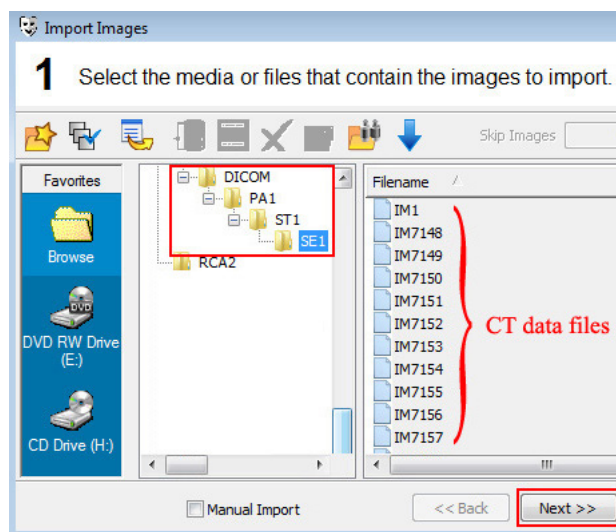 Import Images
1 Select the media or files that contain the images to import.
Skip Images
Favorites
Browse
DVD RW Drive
(E:)
CD Drive (H:)
DICOM
PA1
ST1
SE1
RCA2
Filename
IM1
IM7148
IM7149
IM7150
IM7151
IM7152
IM7153
IM7154
IM7155
IM7156
IM7157
CT data files
Manual Import
<< Back
Next >>